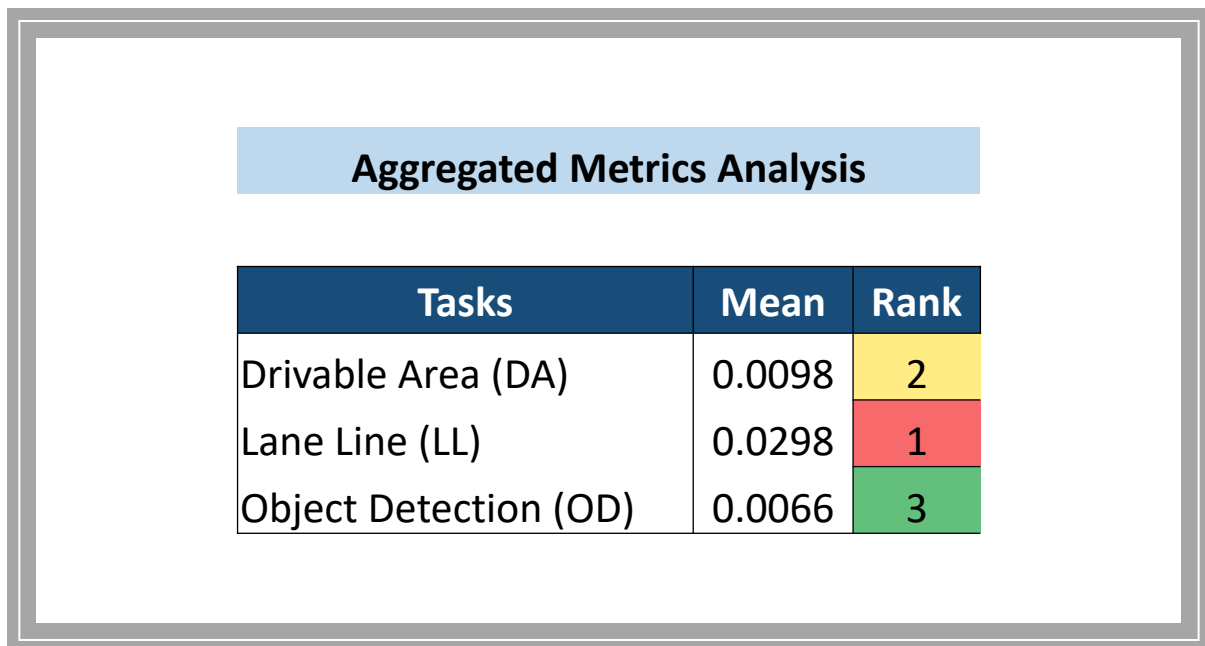 Aggregated Metrics Analysis
Tasks Mean Rank
Drivable Area (DA) 0.0098 2
Lane Line (LL) 0.0298 1
Object Detection (OD) 0.0066 3